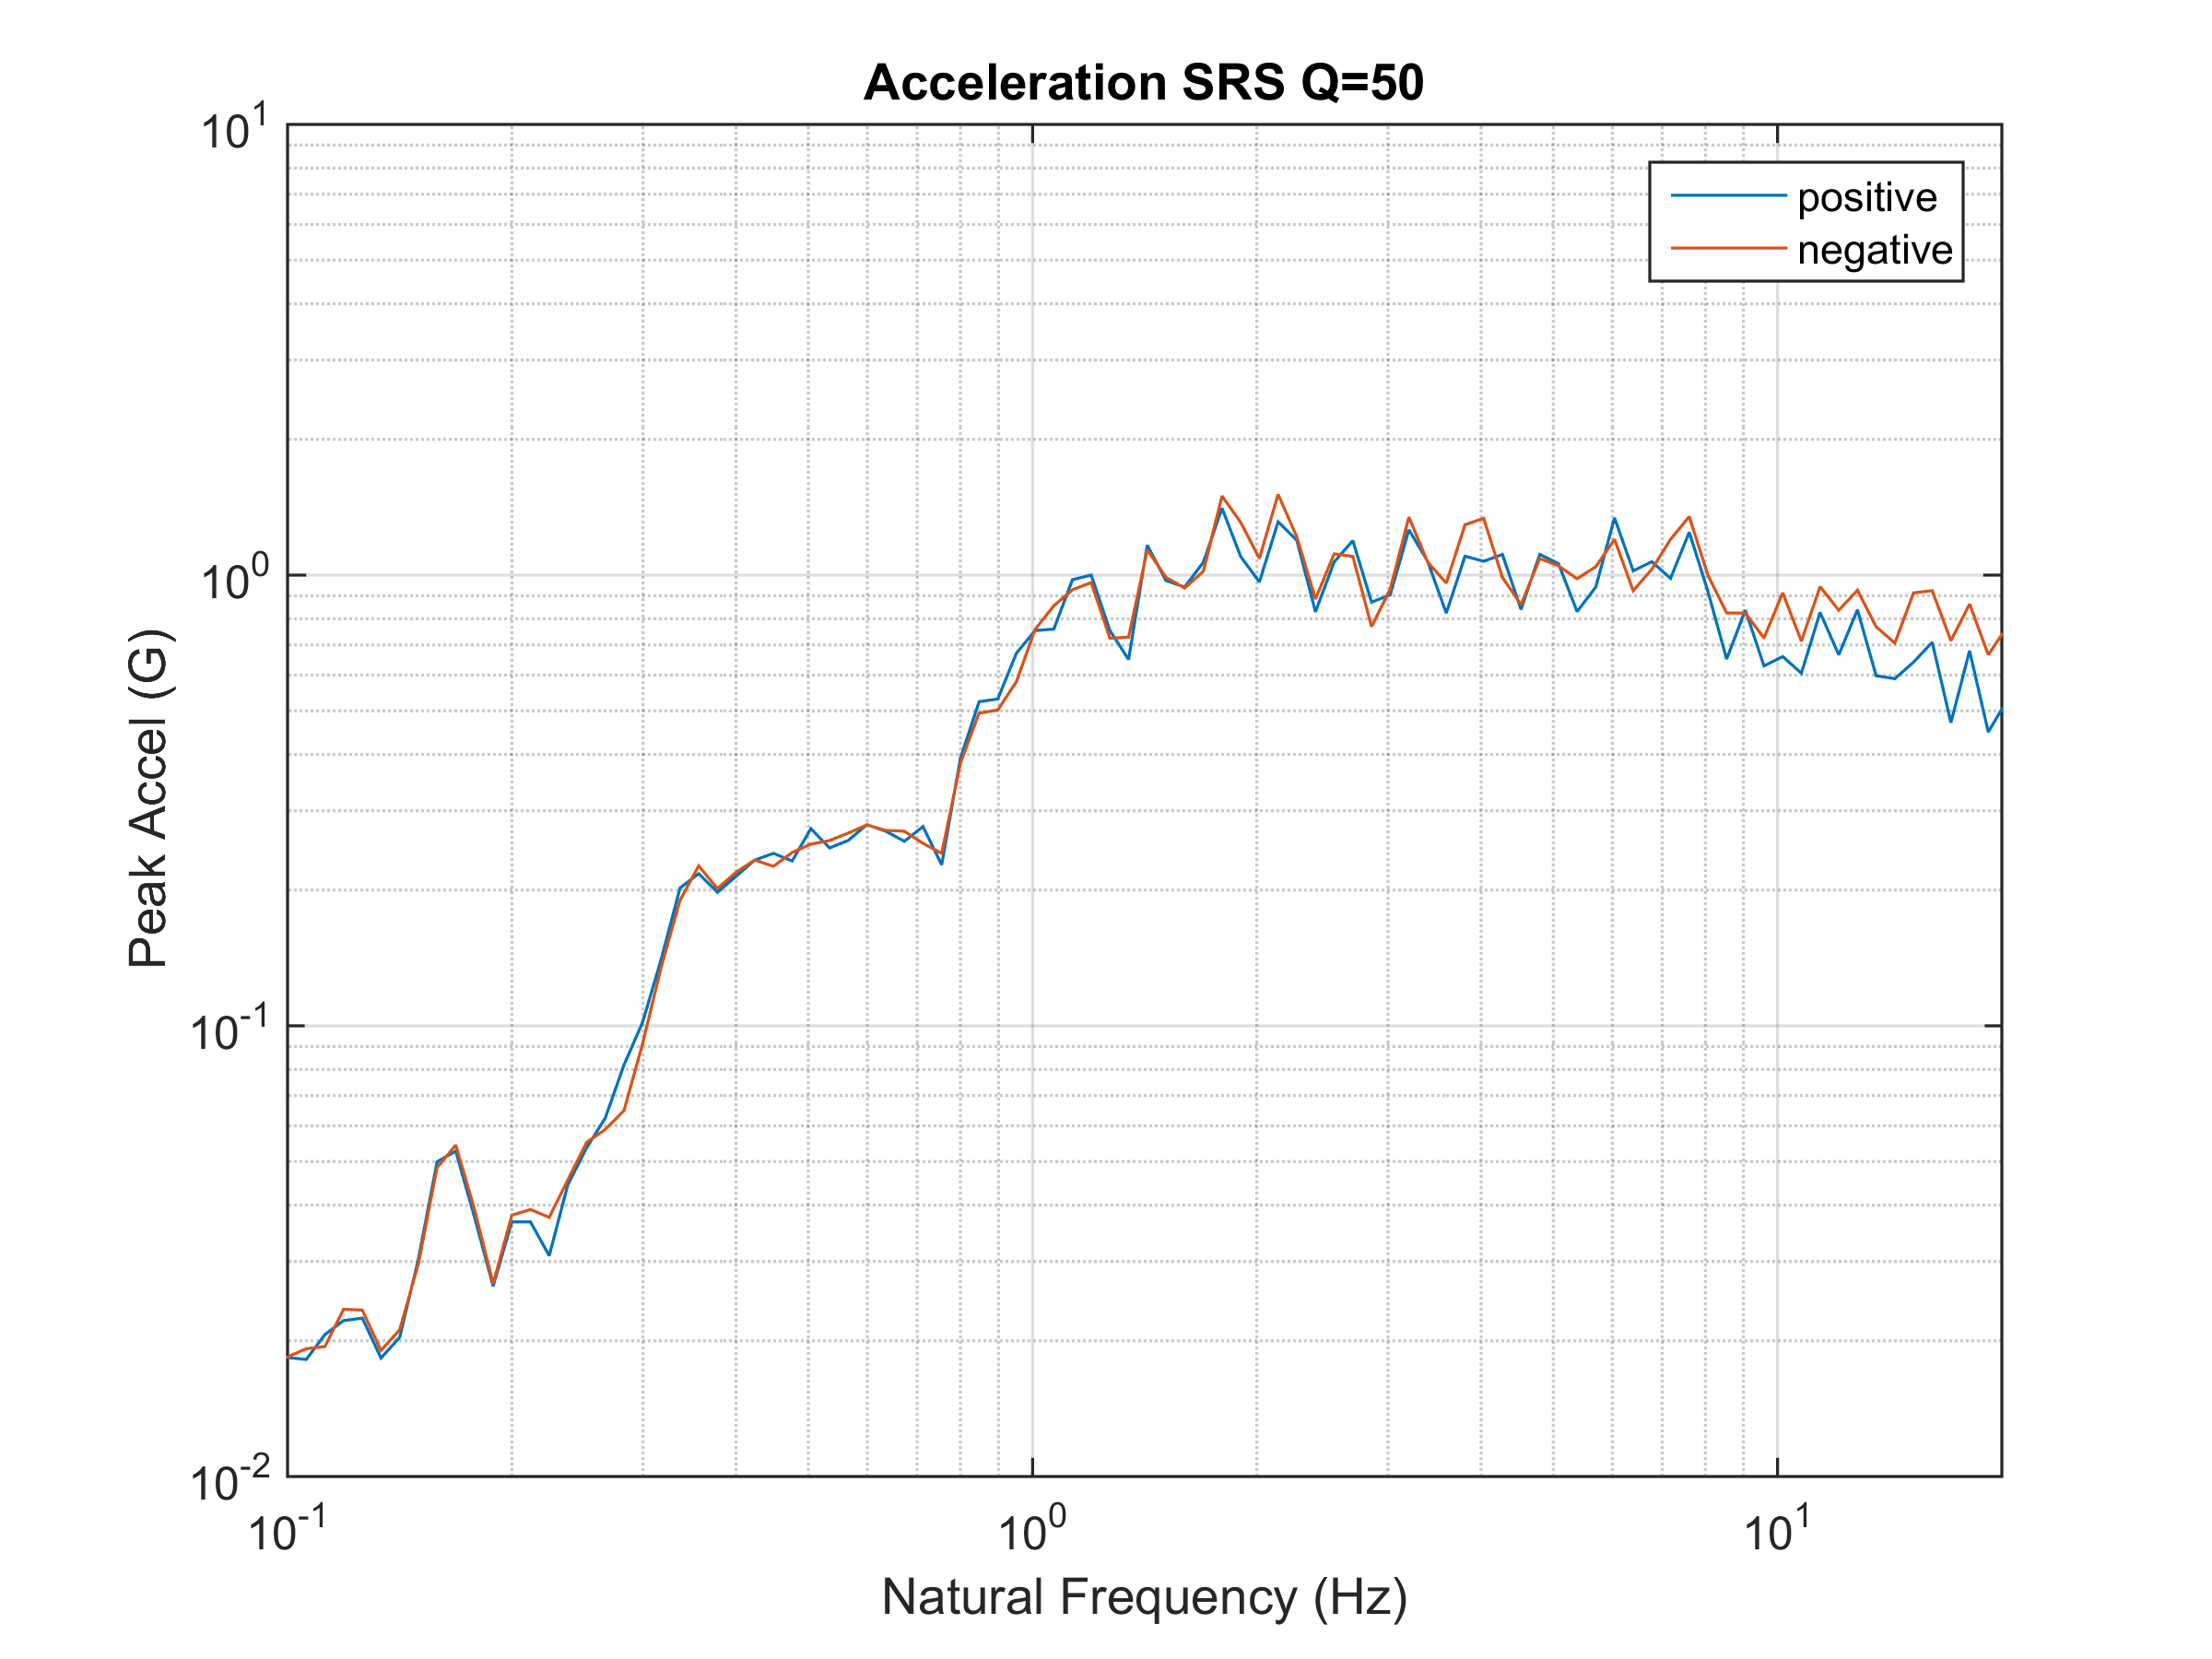 Acceleration SRS Q=50
10^1
10^0
10^-1
10^-2
Peak Accel (G)
positive
negative
10^-1
10^0
10^1
Natural Frequency (Hz)